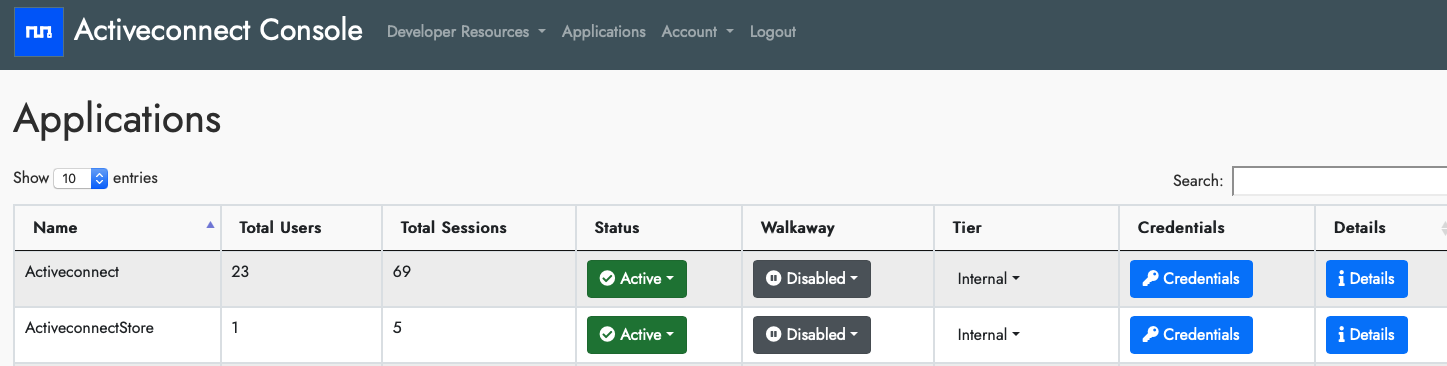 Activeconnect Console Developer Resources Applications Account Logout
Applications
Show 10 entries Search:
Name Total Users Total Sessions Status Walkaway Tier Credentials Details
Activeconnect 23 69 Active Disabled Internal Credentials Details
ActiveconnectStore 1 5 Active Disabled Internal Credentials Details